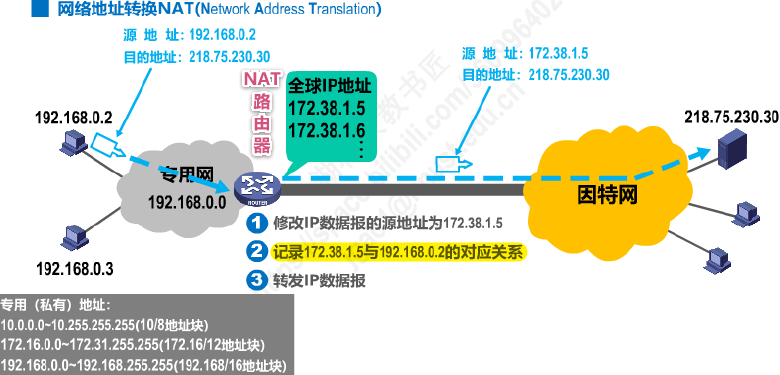 网络地址转换NAT(Network Address Translation)
源 地 址: 192.168.0.2
目的地址: 218.75.230.30
源 地 址: 172.38.1.5
目的地址: 218.75.230.30
NAT
路
由
器
全球IP地址
172.38.1.5
172.38.1.6
...
192.168.0.2
218.75.230.30
专用网
192.168.0.0
ROUTER
因特网
192.168.0.3
1 修改IP数据报的源地址为172.38.1.5
2 记录172.38.1.5与192.168.0.2的对应关系
3 转发IP数据报
专用（私有）地址：
10.0.0.0~10.255.255.255(10/8地址块)
172.16.0.0~172.31.255.255(172.16/12地址块)
192.168.0.0~192.168.255.255(192.168/16地址块)